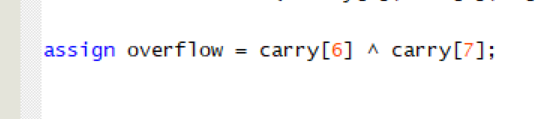 assign overflow = carry[6] ^ carry[7];